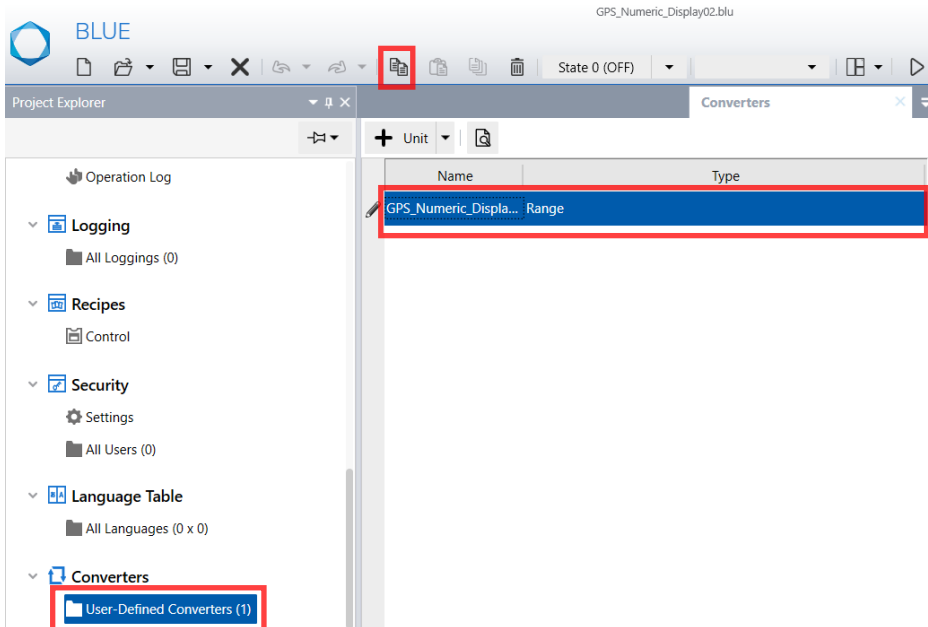 GPS_Numeric_Display02.blu
BLUE
State 0 (OFF)
Project Explorer
Converters
Unit
Name Type
GPS_Numeric_Displa... Range
Operation Log
Logging
All Loggings (0)
Recipes
Control
Security
Settings
All Users (0)
Language Table
All Languages (0 x 0)
Converters
User-Defined Converters (1)